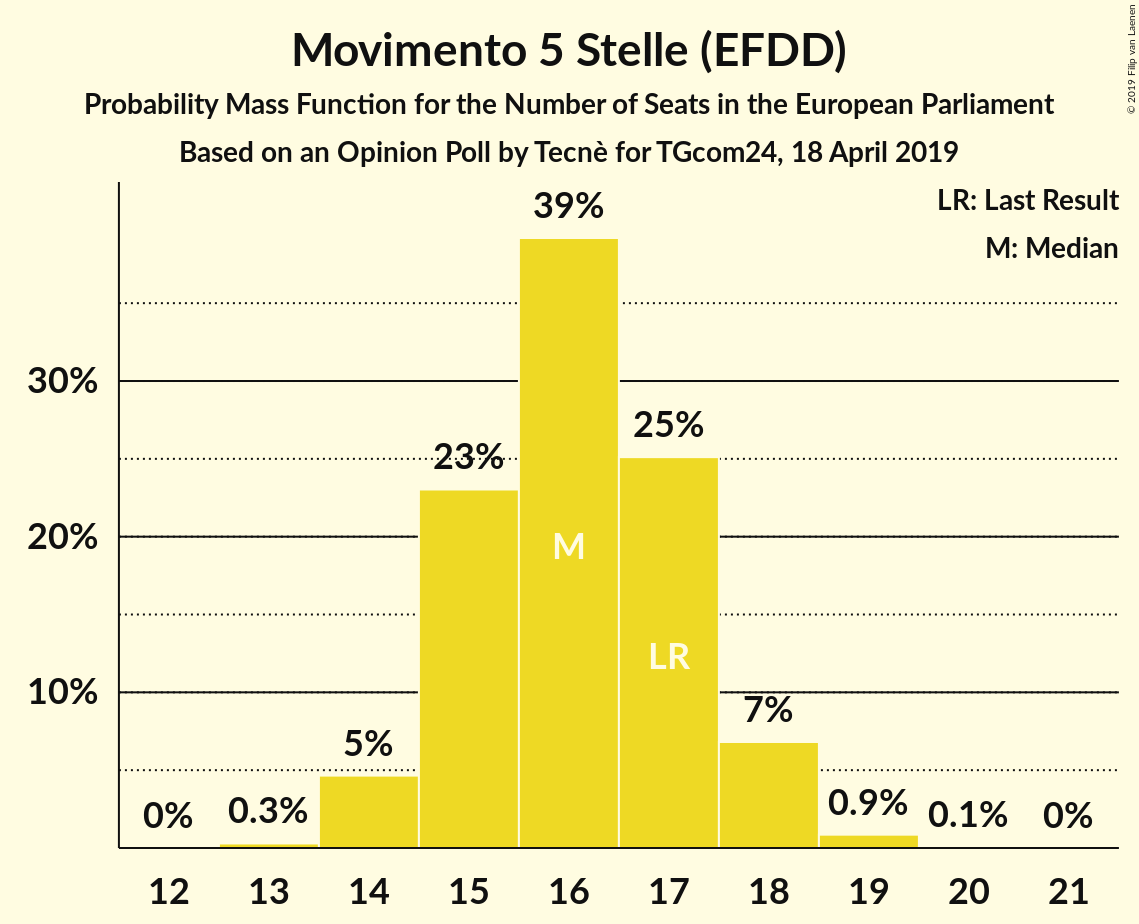 Movimento 5 Stelle (EFDD)
Probability Mass Function for the Number of Seats in the European Parliament
Based on an Opinion Poll by Tecnè for TGcom24, 18 April 2019
© 2019 Filip van Laenen
LR: Last Result
M: Median
39%
30%
25%
23%
20%
M
LR
10%
7%
5%
0% 0.3% 0.9% 0.1% 0%
12 13 14 15 16 17 18 19 20 21